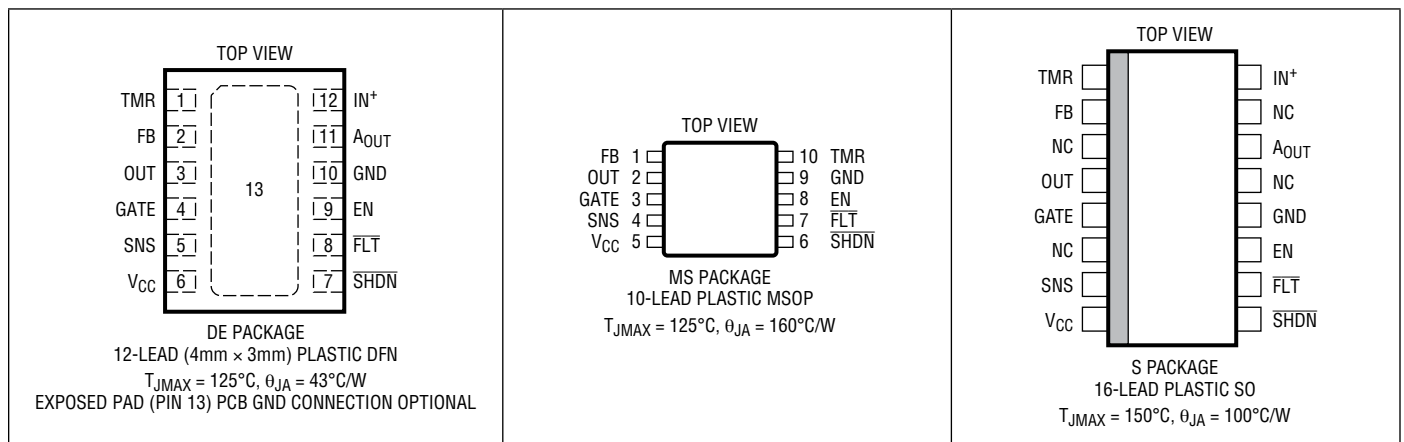 TOP VIEW
TMR 1 12 IN+
FB 2 11 AOUT
OUT 3 10 GND
13
GATE 4 9 EN
SNS 5 8 FLT
VCC 6 7 SHDN
DE PACKAGE
12-LEAD (4mm × 3mm) PLASTIC DFN
TJMAX = 125°C, θJA = 43°C/W
EXPOSED PAD (PIN 13) PCB GND CONNECTION OPTIONAL
TOP VIEW
FB 1 10 TMR
OUT 2 9 GND
GATE 3 8 EN
SNS 4 7 FLT
VCC 5 6 SHDN
MS PACKAGE
10-LEAD PLASTIC MSOP
TJMAX = 125°C, θJA = 160°C/W
TOP VIEW
TMR IN+
FB NC
NC AOUT
OUT NC
GATE GND
NC EN
SNS FLT
VCC SHDN
S PACKAGE
16-LEAD PLASTIC SO
TJMAX = 150°C, θJA = 100°C/W